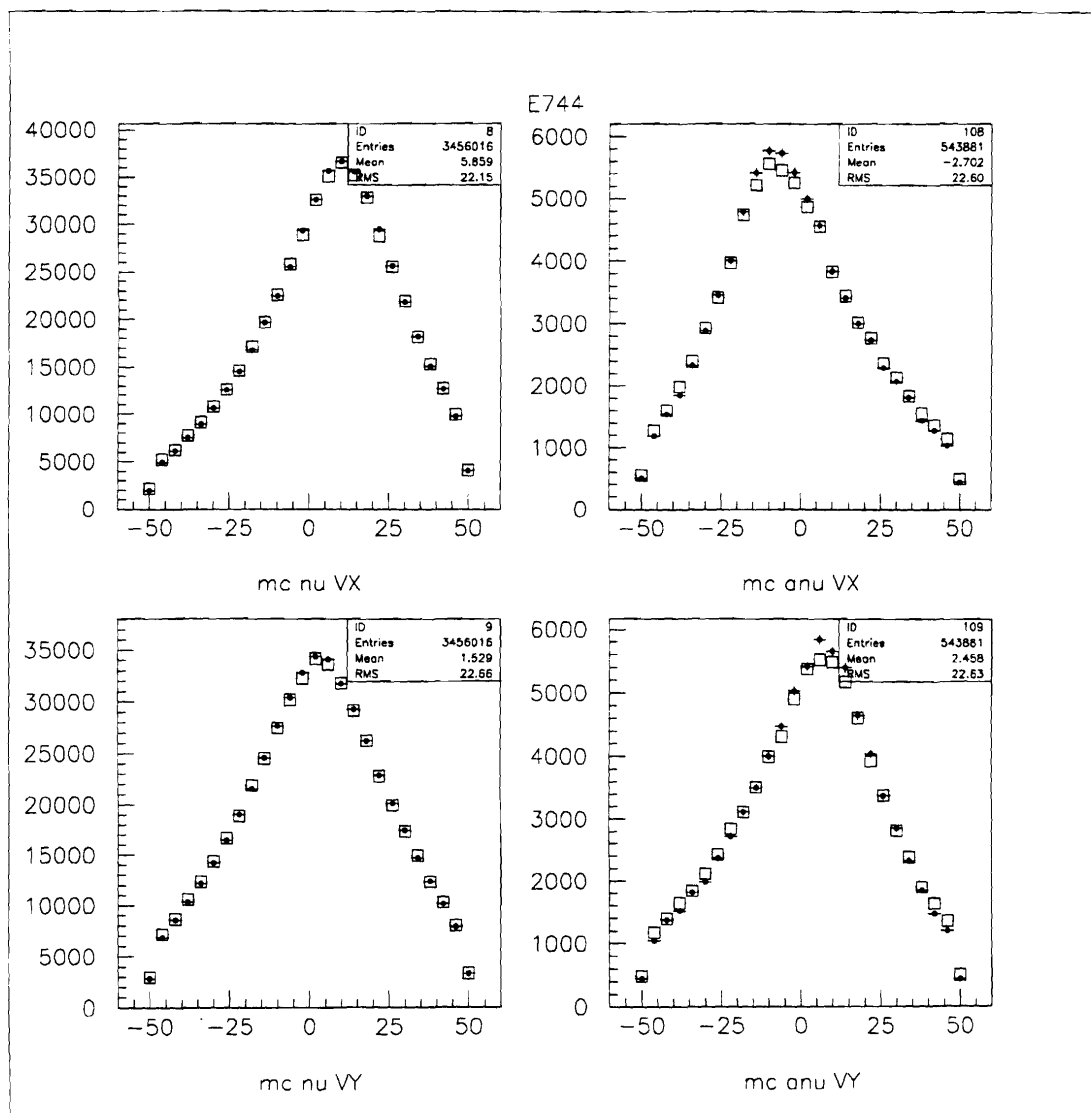 E744
40000
35000
30000
25000
20000
15000
10000
5000
0
-50 -25 0 25 50
mc nu VX
ID 8
Entries 3456016
Mean 5.859
RMS 22.15
6000
5000
4000
3000
2000
1000
0
-50 -25 0 25 50
mc anu VX
ID 108
Entries 543881
Mean -2.702
RMS 22.60
35000
30000
25000
20000
15000
10000
5000
0
-50 -25 0 25 50
mc nu VY
ID 9
Entries 3456016
Mean 1.529
RMS 22.66
6000
5000
4000
3000
2000
1000
0
-50 -25 0 25 50
mc anu VY
ID 109
Entries 543881
Mean 2.458
RMS 22.63